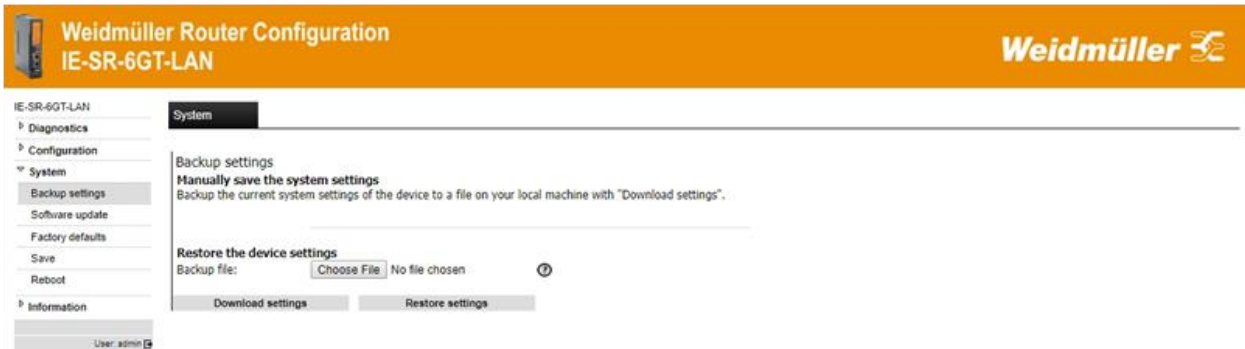 Weidmüller Router Configuration
IE-SR-6GT-LAN
Weidmüller
IE-SR-6GT-LAN
Diagnostics
Configuration
System
Backup settings
Software update
Factory defaults
Save
Reboot
Information
User: admin
System
Backup settings
Manually save the system settings
Backup the current system settings of the device to a file on your local machine with "Download settings".
Restore the device settings
Backup file: Choose File No file chosen ?
Download settings Restore settings